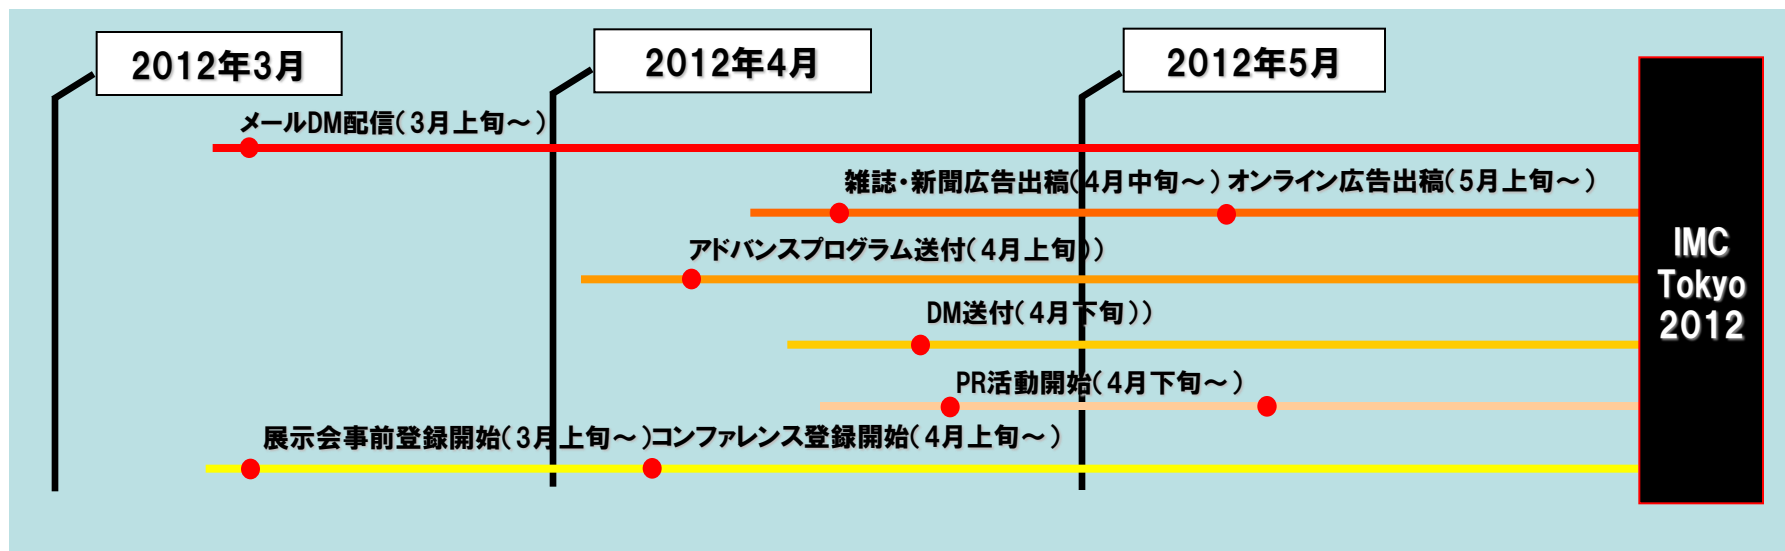 2012年3月
2012年4月
2012年5月
メールDM配信(3月上旬～)
雑誌・新聞広告出稿(4月中旬～)
オンライン広告出稿(5月上旬～)
アドバンスプログラム送付(4月上旬))
DM送付(4月下旬))
PR活動開始(4月下旬～)
展示会事前登録開始(3月上旬～)
コンファレンス登録開始(4月上旬～)
IMC
Tokyo
2012